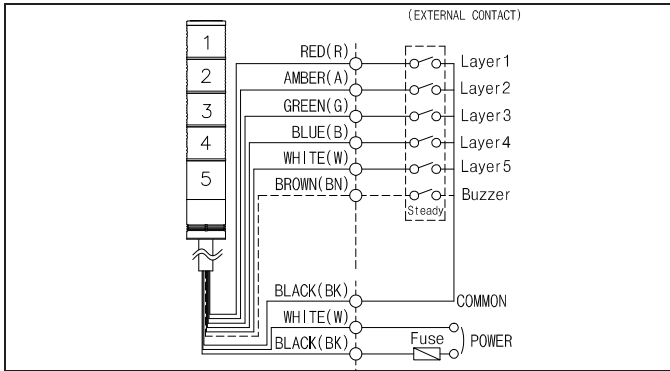 (EXTERNAL CONTACT)
1
2
3
4
5
RED(R)
Layer1
AMBER(A)
Layer2
GREEN(G)
Layer3
BLUE(B)
Layer4
WHITE(W)
Layer5
BROWN(BN)
Buzzer
Steady
BLACK(BK)
COMMON
WHITE(W)
Fuse
POWER
BLACK(BK)